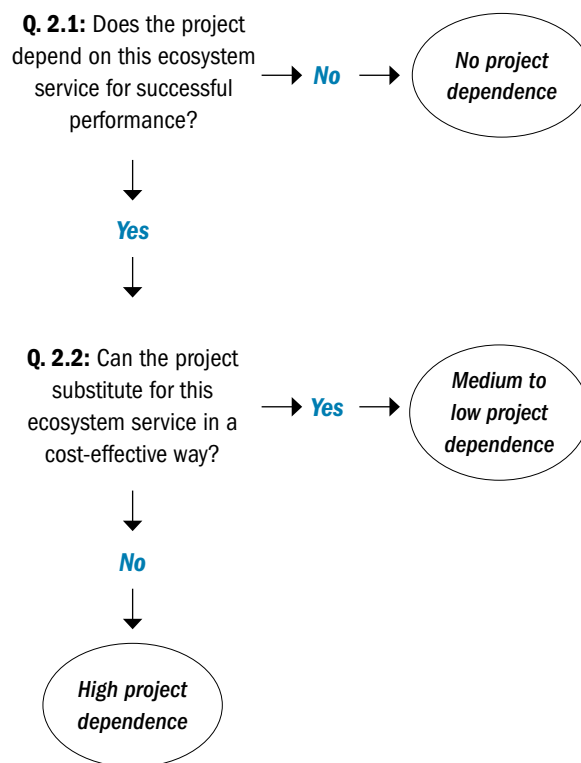 Q. 2.1: Does the project
depend on this ecosystem
service for successful
performance?
No
No project
dependence
Yes
Q. 2.2: Can the project
substitute for this
ecosystem service in a
cost-effective way?
Yes
Medium to
low project
dependence
No
High project
dependence